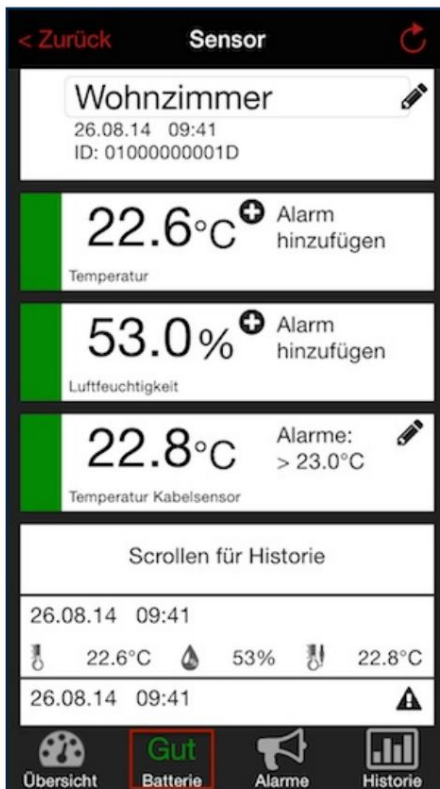 < Zurück Sensor
Wohnzimmer
26.08.14 09:41
ID: 01000000001D
22.6°C Alarm
hinzufügen
Temperatur
53.0% Alarm
hinzufügen
Luftfeuchtigkeit
22.8°C Alarme:
> 23.0°C
Temperatur Kabelsensor
Scrollen für Historie
26.08.14 09:41
22.6°C 53% 22.8°C
26.08.14 09:41
Gut
Übersicht Batterie Alarme Historie